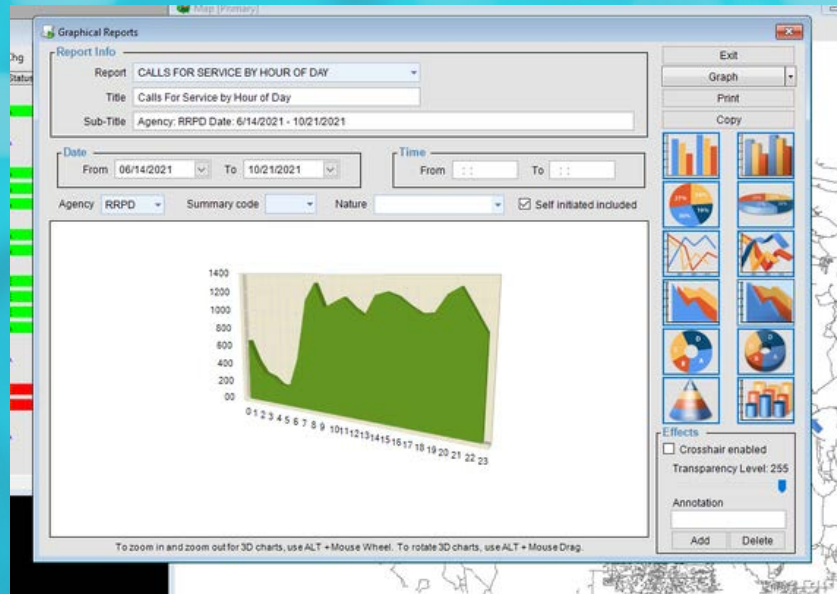 Map [Primary]
Graphical Reports
Chg
Status
Report Info
Report CALLS FOR SERVICE BY HOUR OF DAY
Title Calls For Service by Hour of Day
Sub-Title Agency: RRPD Date: 6/14/2021 - 10/21/2021
Date
From 06/14/2021 To 10/21/2021
Time
From : : To : :
Agency RRPD Summary code Nature Self initiated included
1400
1200
1000
800
600
400
200
00
0 1 2 3 4 5 6 7 8 9 10 11 12 13 14 15 16 17 18 19 20 21 22 23
To zoom in and zoom out for 3D charts, use ALT + Mouse Wheel. To rotate 3D charts, use ALT + Mouse Drag.
Exit
Graph
Print
Copy
Effects
Crosshair enabled
Transparency Level: 255
Annotation
Add Delete